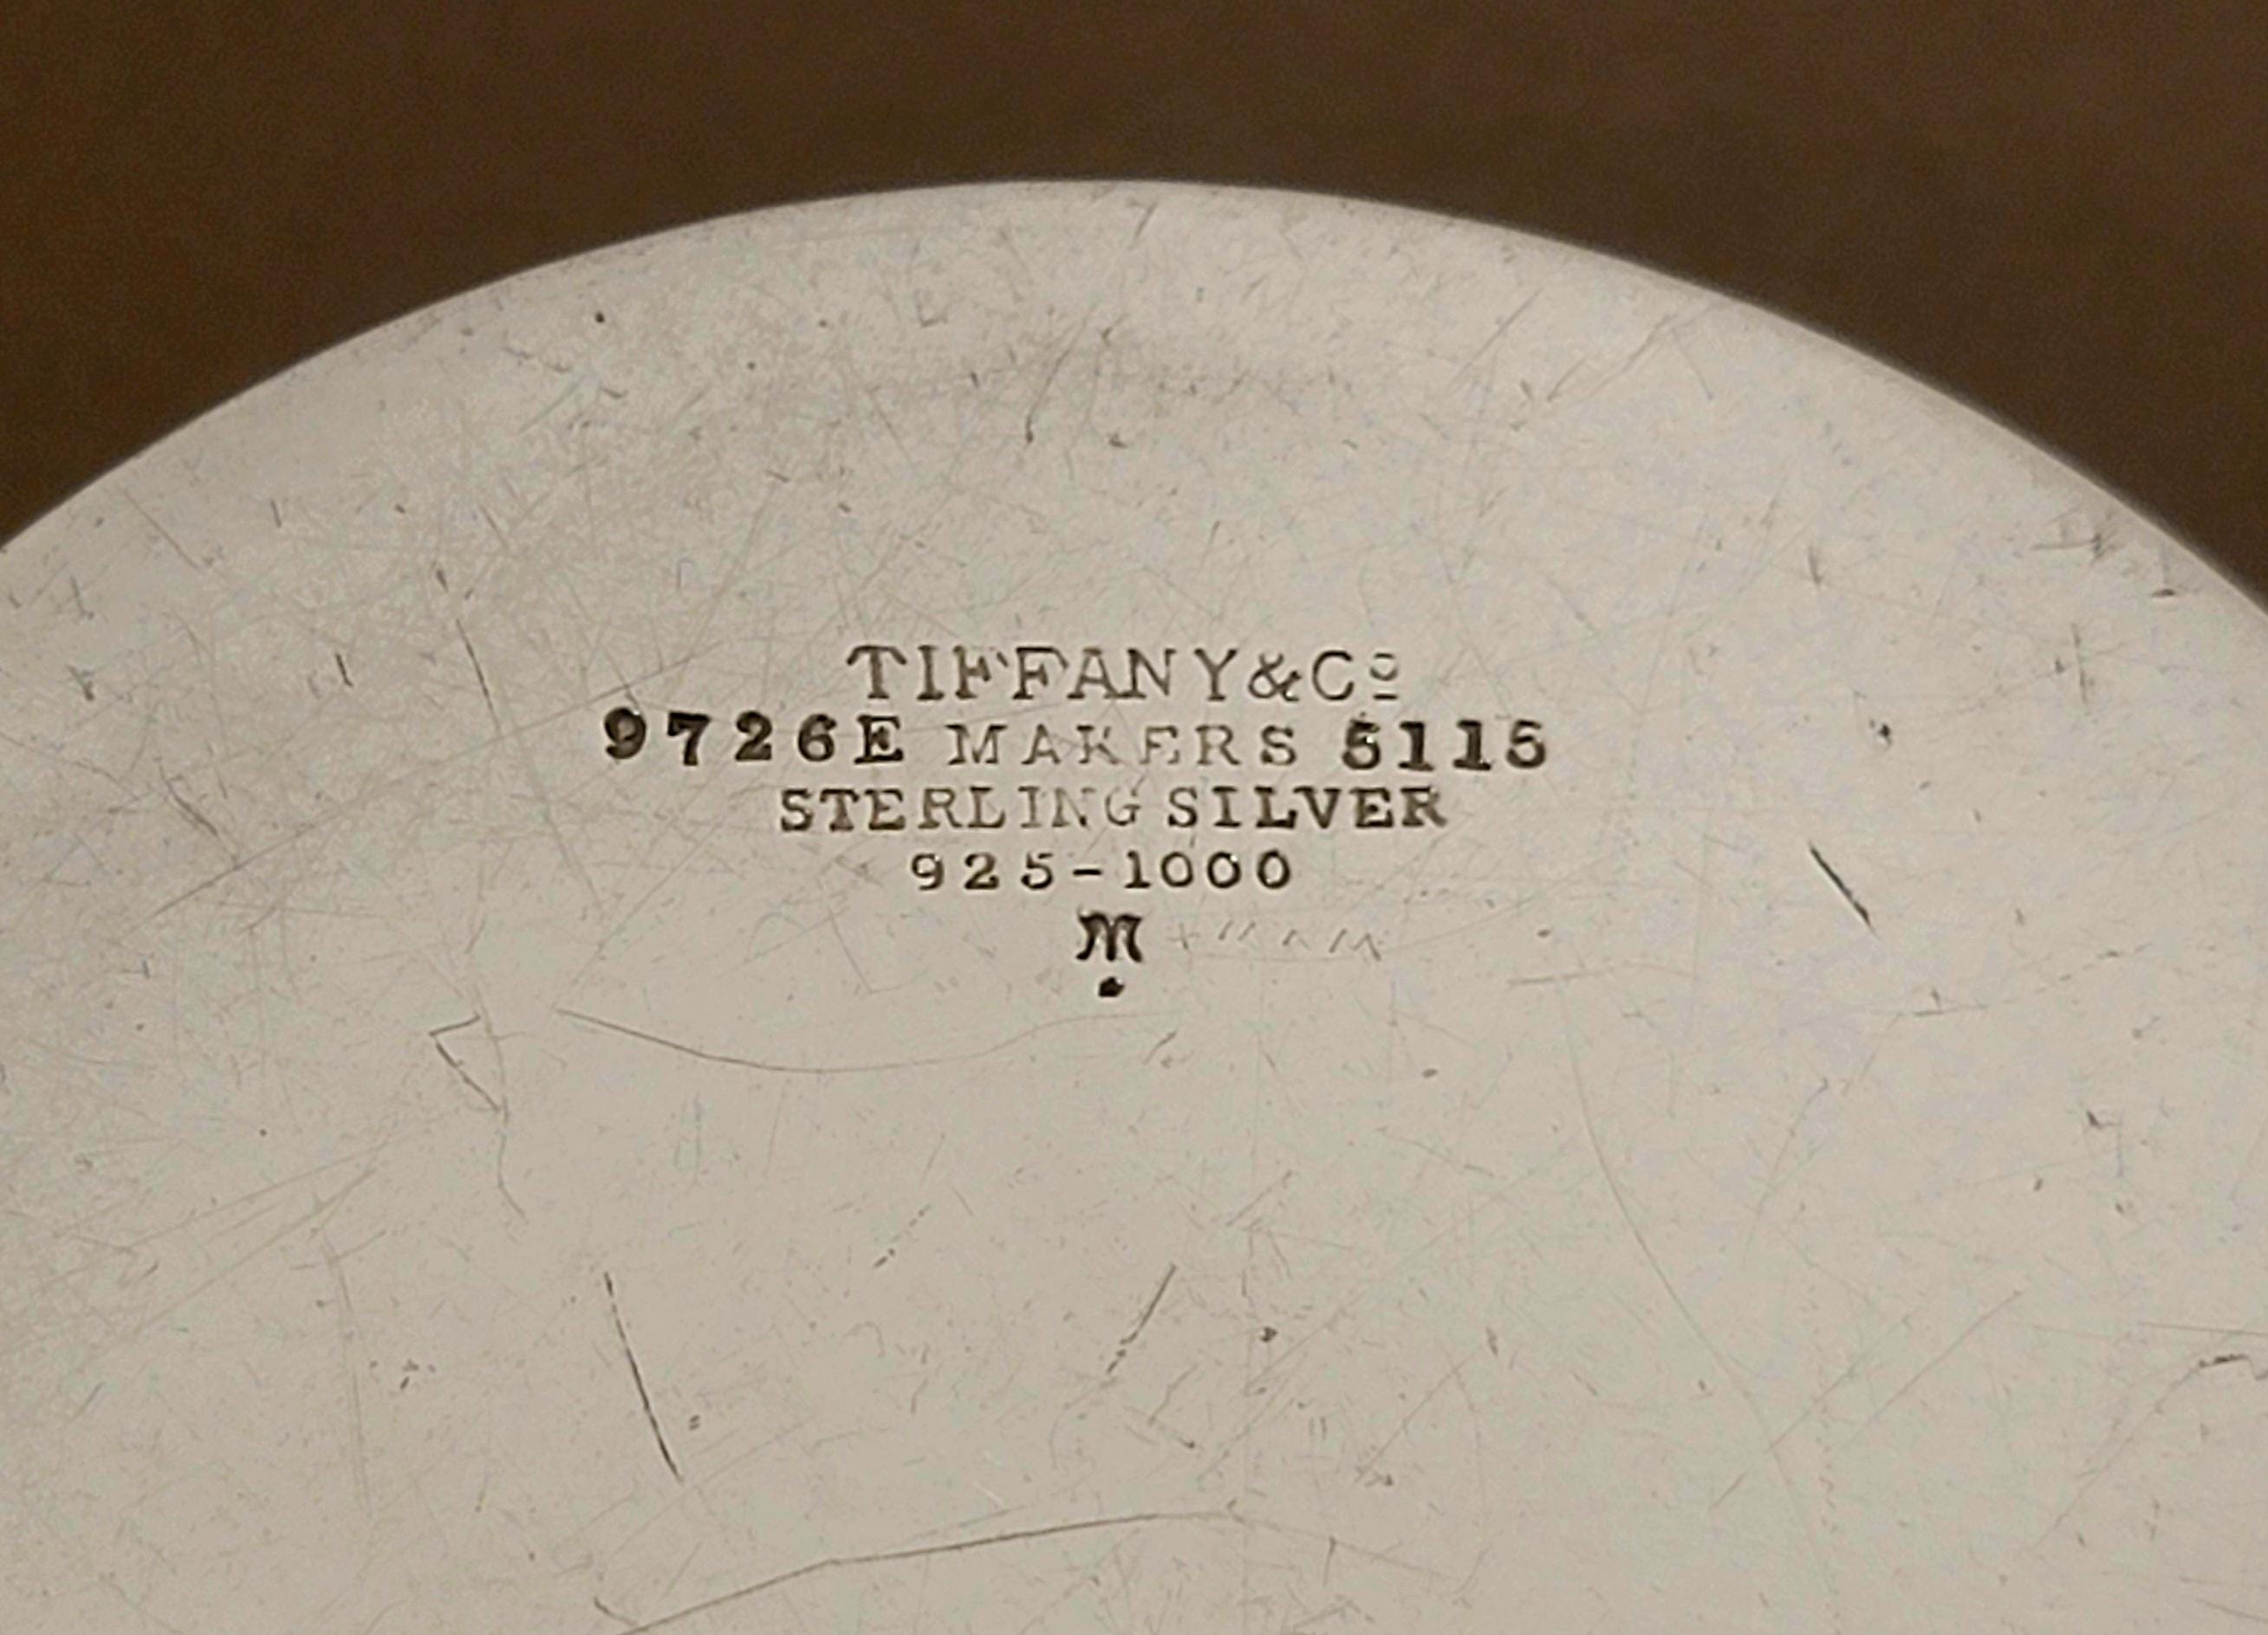 TIFFANY & Cº
9726E MAKERS 5115
STERLING SILVER
925-1000
M